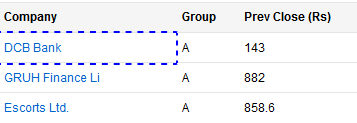 Company Group Prev Close (Rs)
DCB Bank A 143
GRUH Finance Li A 882
Escorts Ltd. A 858.6